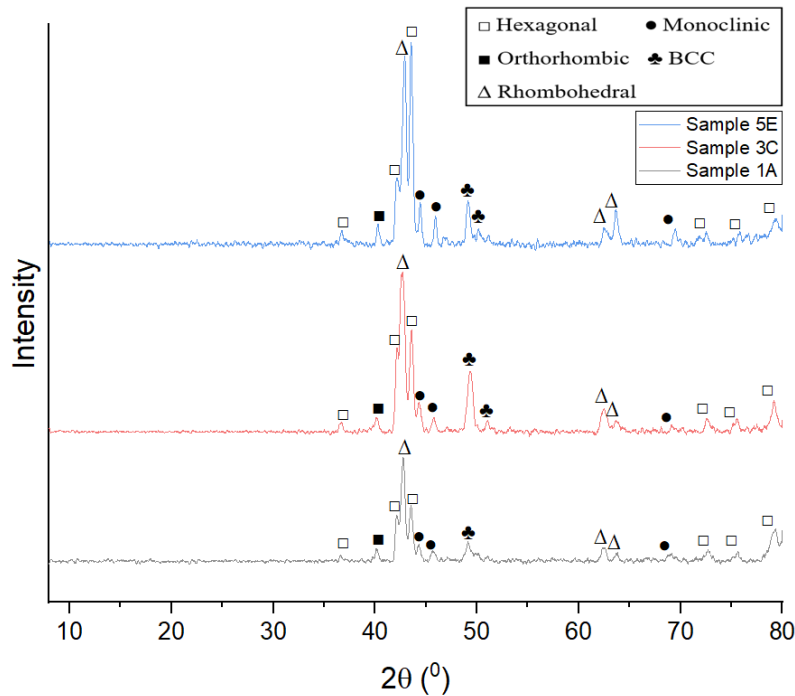 □ Hexagonal ● Monoclinic
■ Orthorhombic ♣ BCC
Δ Rhombohedral
Sample 5E
Sample 3C
Sample 1A
Intensity
10 20 30 40 50 60 70 80
2θ (⁰)